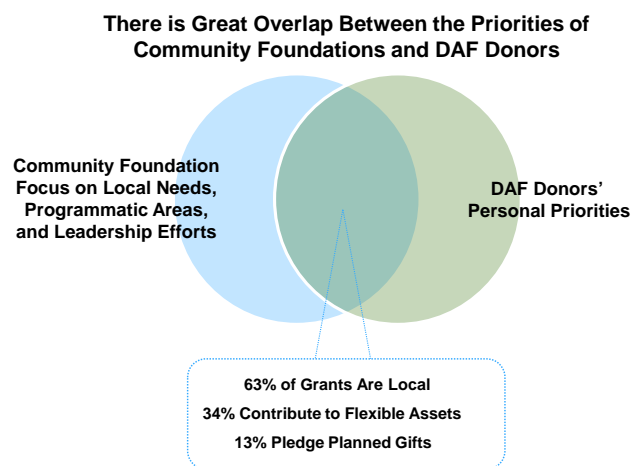 There is Great Overlap Between the Priorities of
Community Foundations and DAF Donors
Community Foundation
Focus on Local Needs,
Programmatic Areas,
and Leadership Efforts
DAF Donors’
Personal Priorities
63% of Grants Are Local
34% Contribute to Flexible Assets
13% Pledge Planned Gifts